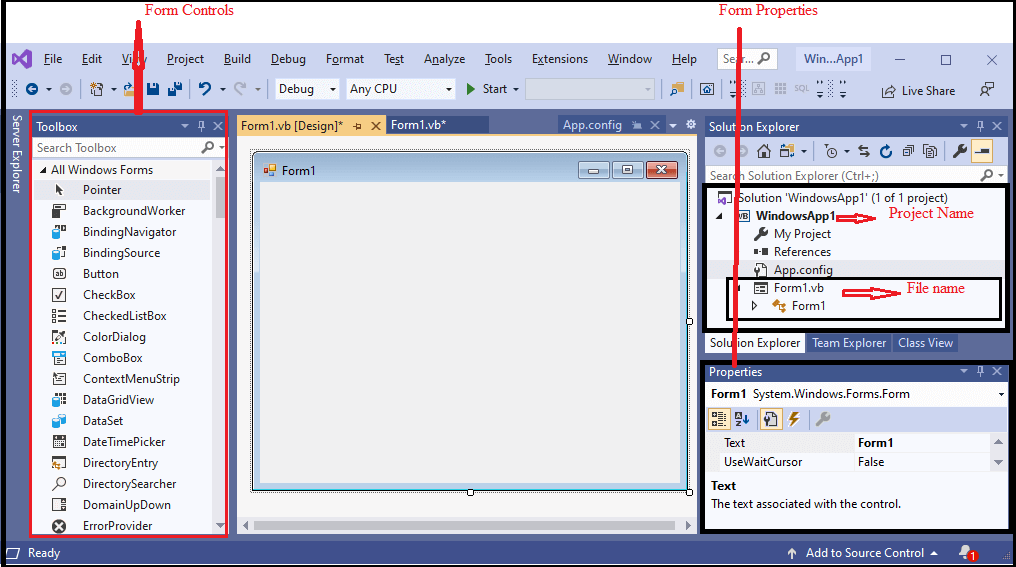 Form Controls
Form Properties
File Edit View Project Build Debug Format Test Analyze Tools Extensions Window Help Sear... Win...App1
Debug Any CPU Start SQL Live Share
Server Explorer
Toolbox
Search Toolbox
All Windows Forms
Pointer
BackgroundWorker
BindingNavigator
BindingSource
Button
CheckBox
CheckedListBox
ColorDialog
ComboBox
ContextMenuStrip
DataGridView
DataSet
DateTimePicker
DirectoryEntry
DirectorySearcher
DomainUpDown
ErrorProvider
Form1.vb [Design]* Form1.vb* App.config
Form1
Solution Explorer
Search Solution Explorer (Ctrl+;)
Solution 'WindowsApp1' (1 of 1 project)
VB WindowsApp1 Project Name
My Project
References
App.config
Form1.vb File name
Form1
Solution Explorer Team Explorer Class View
Properties
Form1 System.Windows.Forms.Form
Text Form1
UseWaitCursor False
Text
The text associated with the control.
Ready Add to Source Control 1